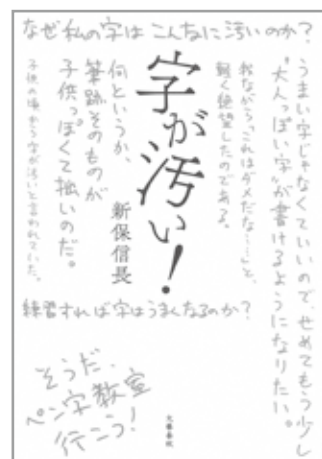 なぜ私の字はこんなに汚いのか?
うまい字じゃなくていいので、せめてもう少し
“大人っぽい字”が書けるようになりたい。
我ながら「これはダメだな……」と、
軽く絶望したのである。
字が汚い!
新保信長
何というか、
筆跡そのものが
子供っぽくて拙いのだ。
子供の頃から字が汚いと言われていた。
練習すれば字はうまくなるのか?
そうだ、
ペン字教室
行こう!
文藝春秋